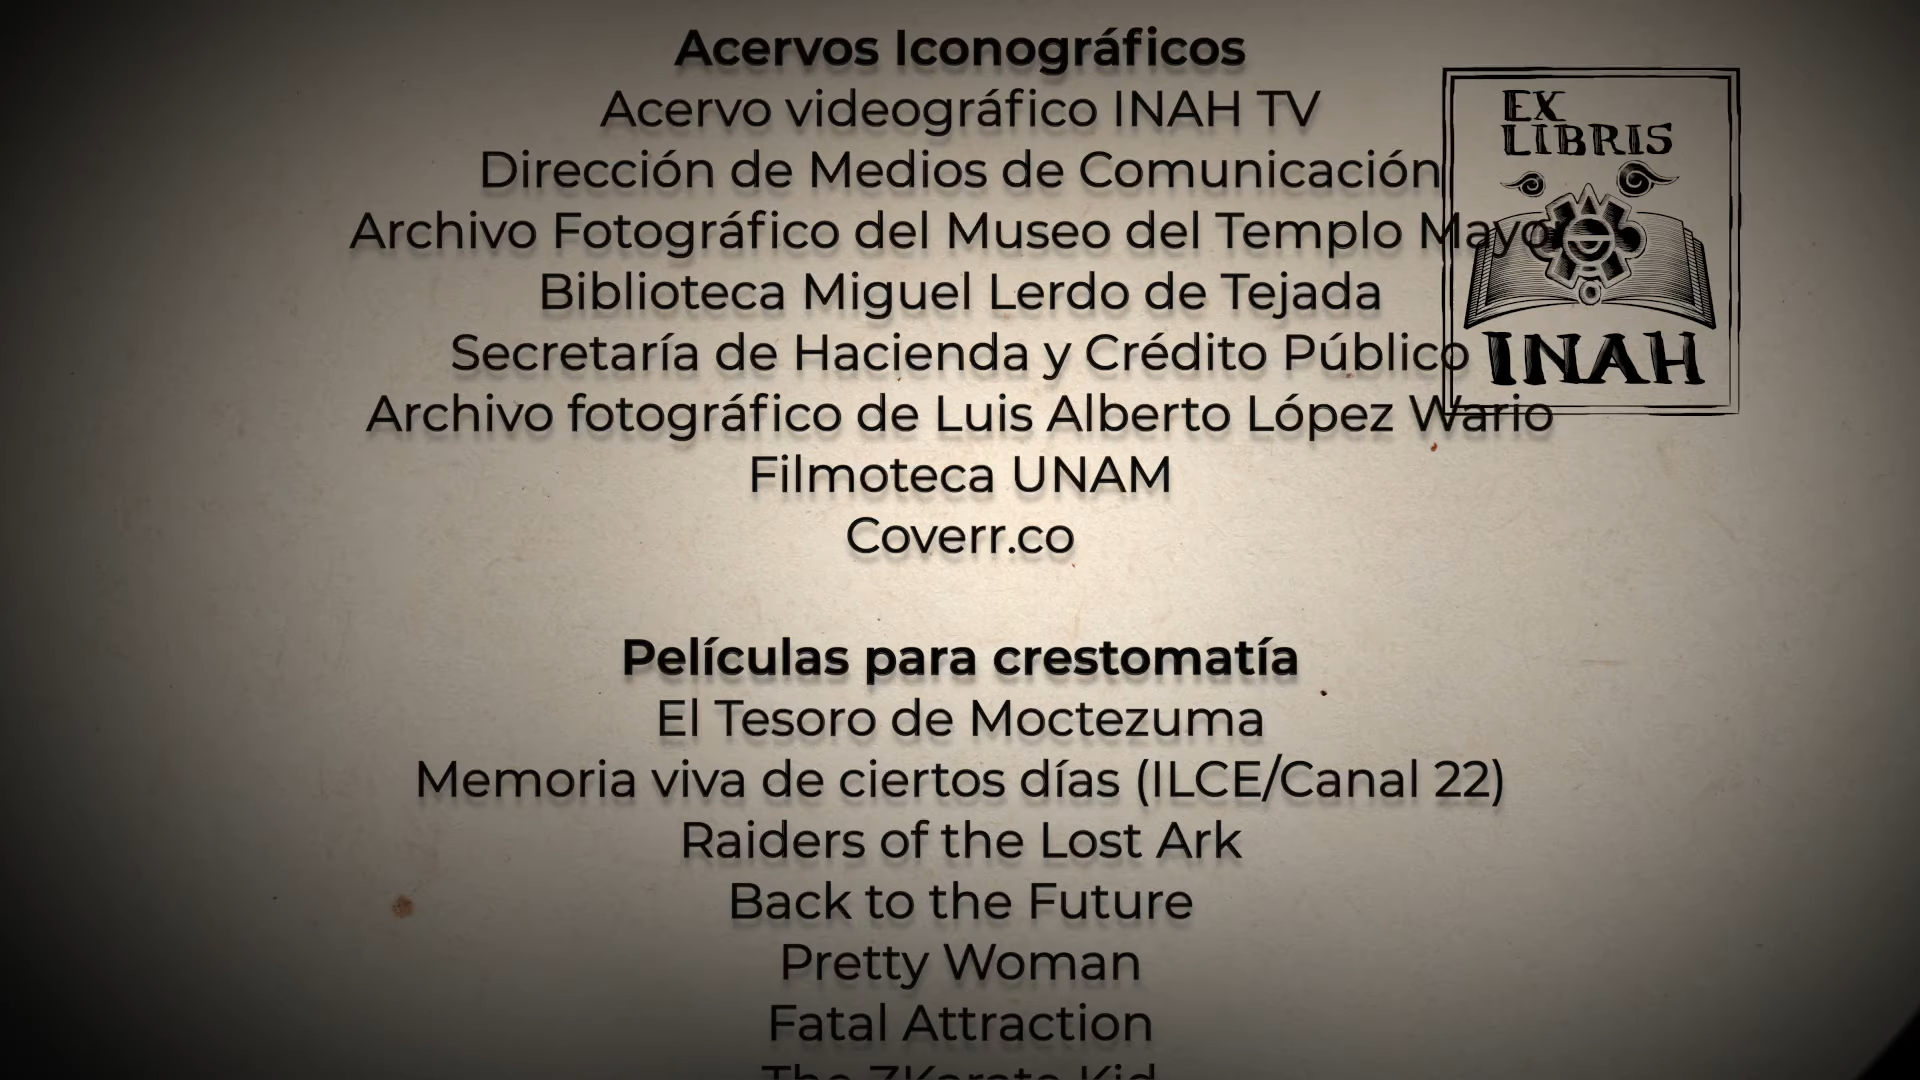 Acervos Iconográficos
Acervo videográfico INAH TV
Dirección de Medios de Comunicación
Archivo Fotográfico del Museo del Templo Mayor
Biblioteca Miguel Lerdo de Tejada
Secretaría de Hacienda y Crédito Público
Archivo fotográfico de Luis Alberto López Wario
Filmoteca UNAM
Coverr.co
EX
LIBRIS
INAH
Películas para crestomatía
El Tesoro de Moctezuma
Memoria viva de ciertos días (ILCE/Canal 22)
Raiders of the Lost Ark
Back to the Future
Pretty Woman
Fatal Attraction
The ZKarate Kid